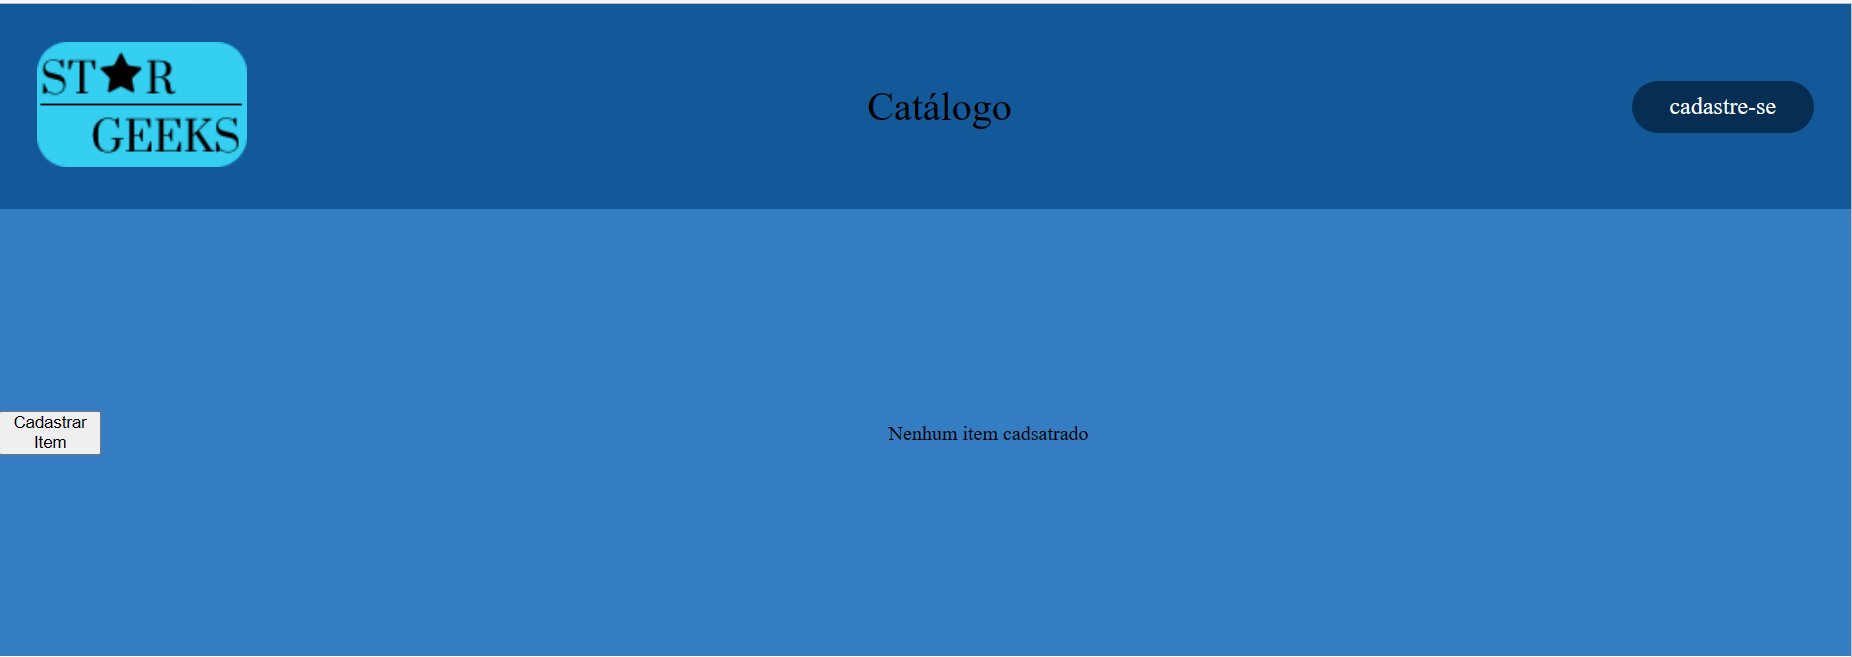 ST★R
GEEKS
Catálogo
cadastre-se
Cadastrar
Item
Nenhum item cadsatrado